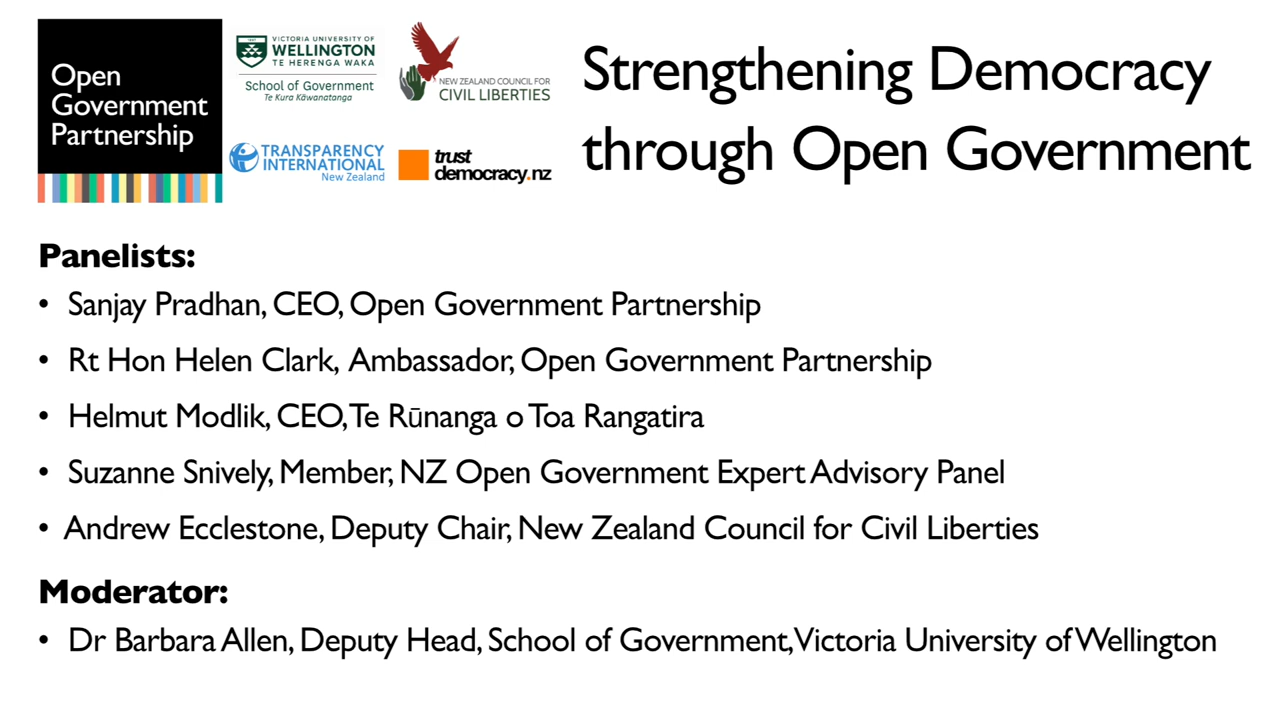 Open
Government
Partnership
1897
VICTORIA UNIVERSITY OF
WELLINGTON
TE HERENGA WAKA
School of Government
Te Kura Kāwanatanga
NEW ZEALAND COUNCIL FOR
CIVIL LIBERTIES
TRANSPARENCY
INTERNATIONAL
New Zealand
trust
democracy.nz
Strengthening Democracy
through Open Government
Panelists:
• Sanjay Pradhan, CEO, Open Government Partnership
• Rt Hon Helen Clark, Ambassador, Open Government Partnership
• Helmut Modlik, CEO, Te Rūnanga o Toa Rangatira
• Suzanne Snively, Member, NZ Open Government Expert Advisory Panel
• Andrew Ecclestone, Deputy Chair, New Zealand Council for Civil Liberties
Moderator:
• Dr Barbara Allen, Deputy Head, School of Government, Victoria University of Wellington